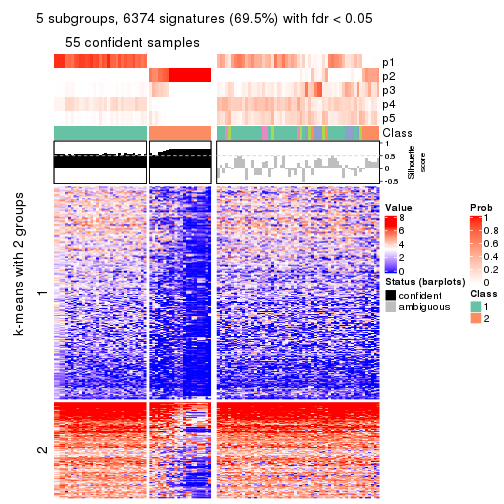 5 subgroups, 6374 signatures (69.5%) with fdr < 0.05
55 confident samples
p1
p2
p3
p4
p5
Class
1
0.5
0
-0.5
Silhouette
score
k-means with 2 groups
1
2
Value
8
6
4
2
0
Status (barplots)
confident
ambiguous
Prob
1
0.8
0.6
0.4
0.2
0
Class
1
2